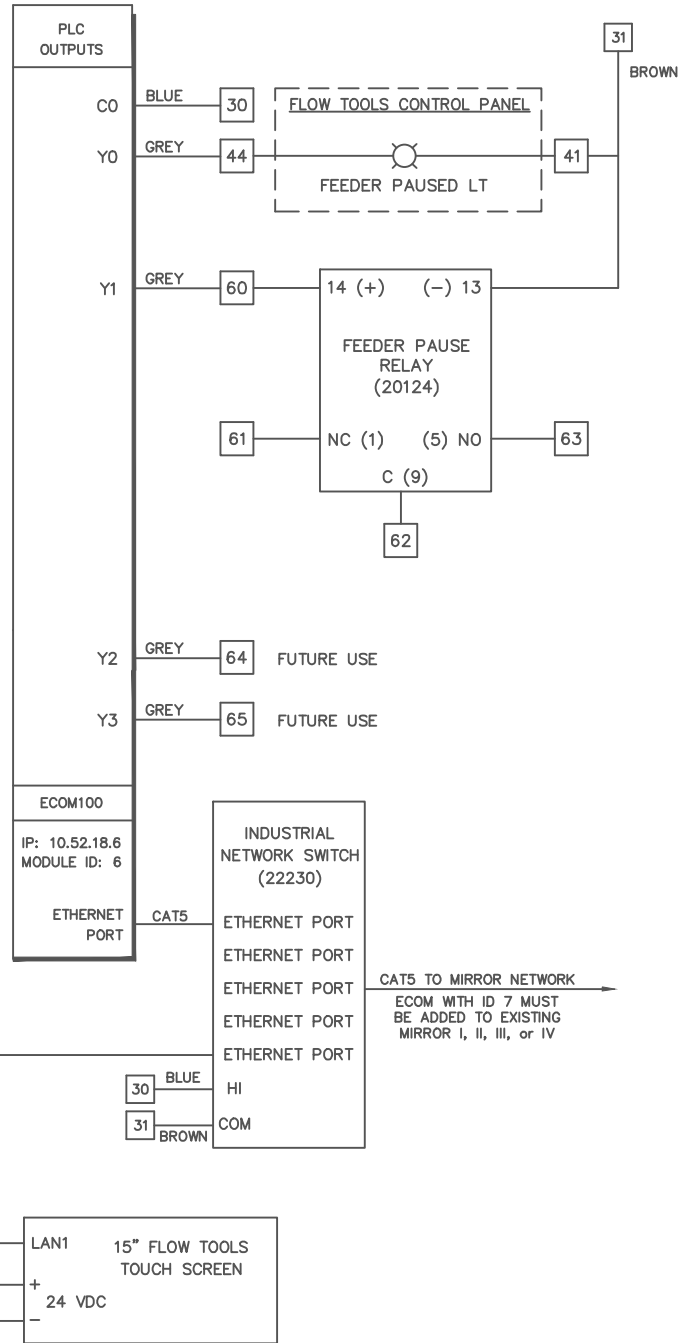 PLC
OUTPUTS
31
BROWN
C0 BLUE 30
FLOW TOOLS CONTROL PANEL
Y0 GREY 44 41
FEEDER PAUSED LT
Y1 GREY 60 14 (+) (-) 13
FEEDER PAUSE
RELAY
(20124)
61 NC (1) (5) NO 63
C (9)
62
Y2 GREY 64 FUTURE USE
Y3 GREY 65 FUTURE USE
ECOM100
IP: 10.52.18.6
MODULE ID: 6
ETHERNET
PORT
CAT5
INDUSTRIAL
NETWORK SWITCH
(22230)
ETHERNET PORT
ETHERNET PORT
ETHERNET PORT
ETHERNET PORT
ETHERNET PORT
CAT5 TO MIRROR NETWORK
ECOM WITH ID 7 MUST
BE ADDED TO EXISTING
MIRROR I, II, III, or IV
30 BLUE HI
31 BROWN COM
LAN1
15” FLOW TOOLS
TOUCH SCREEN
+
24 VDC
-